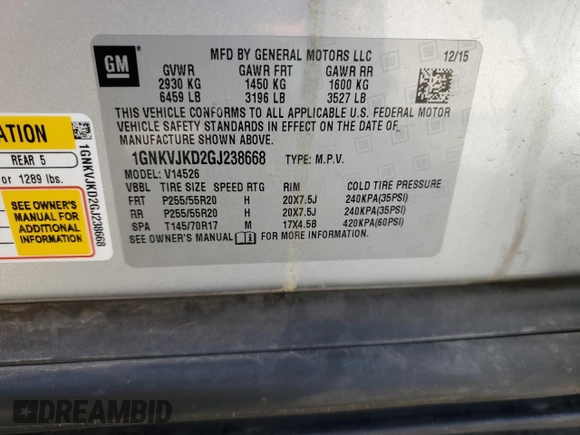 GM
MFD BY GENERAL MOTORS LLC 12/15
GVWR GAWR FRT GAWR RR
2930 KG 1450 KG 1600 KG
6459 LB 3196 LB 3527 LB
THIS VEHICLE CONFORMS TO ALL APPLICABLE U.S. FEDERAL MOTOR
VEHICLE SAFETY STANDARDS IN EFFECT ON THE DATE OF
MANUFACTURE SHOWN ABOVE.
1GNKVJKD2GJ238668 TYPE: M.P.V.
MODEL: V14526
VBBL TIRE SIZE SPEED RTG RIM COLD TIRE PRESSURE
FRT P255/55R20 H 20X7.5J 240KPA(35PSI)
RR P255/55R20 H 20X7.5J 240KPA(35PSI)
SPA T145/70R17 M 17X4.5B 420KPA(60PSI)
SEE OWNER'S MANUAL FOR MORE INFORMATION.
ATION
REAR 5
or 1289 lbs.
SEE OWNER'S
MANUAL FOR
ADDITIONAL
INFORMATION
1GNKVJKD2GJ238668
DREAMBID